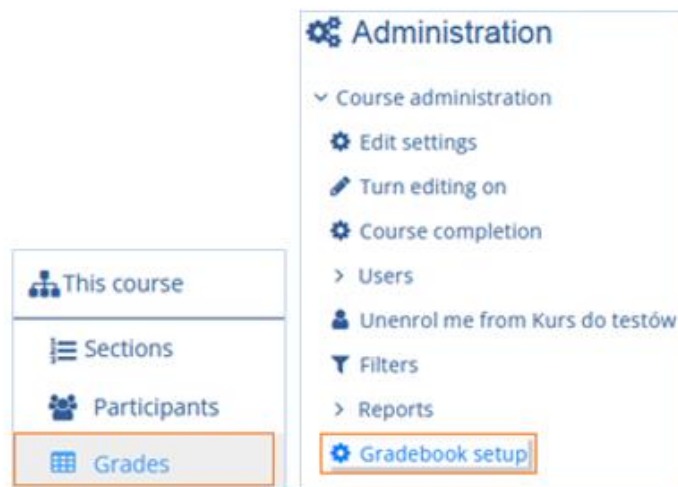 This course
Sections
Participants
Grades
Administration
Course administration
Edit settings
Turn editing on
Course completion
Users
Unenrol me from Kurs do testów
Filters
Reports
Gradebook setup